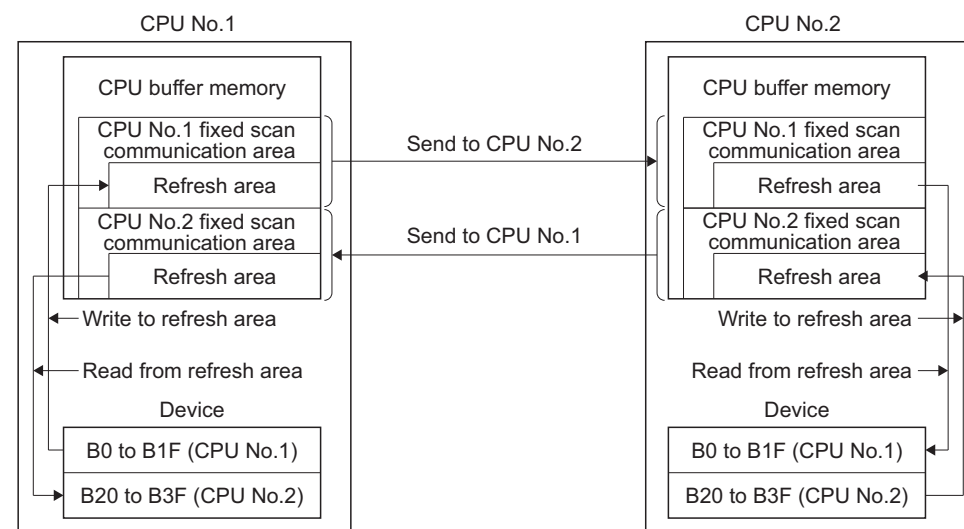 CPU No.1
CPU buffer memory
CPU No.1 fixed scan
communication area
Refresh area
CPU No.2 fixed scan
communication area
Refresh area
Write to refresh area
Read from refresh area
Device
B0 to B1F (CPU No.1)
B20 to B3F (CPU No.2)
Send to CPU No.2
Send to CPU No.1
CPU No.2
CPU buffer memory
CPU No.1 fixed scan
communication area
Refresh area
CPU No.2 fixed scan
communication area
Refresh area
Write to refresh area
Read from refresh area
Device
B0 to B1F (CPU No.1)
B20 to B3F (CPU No.2)